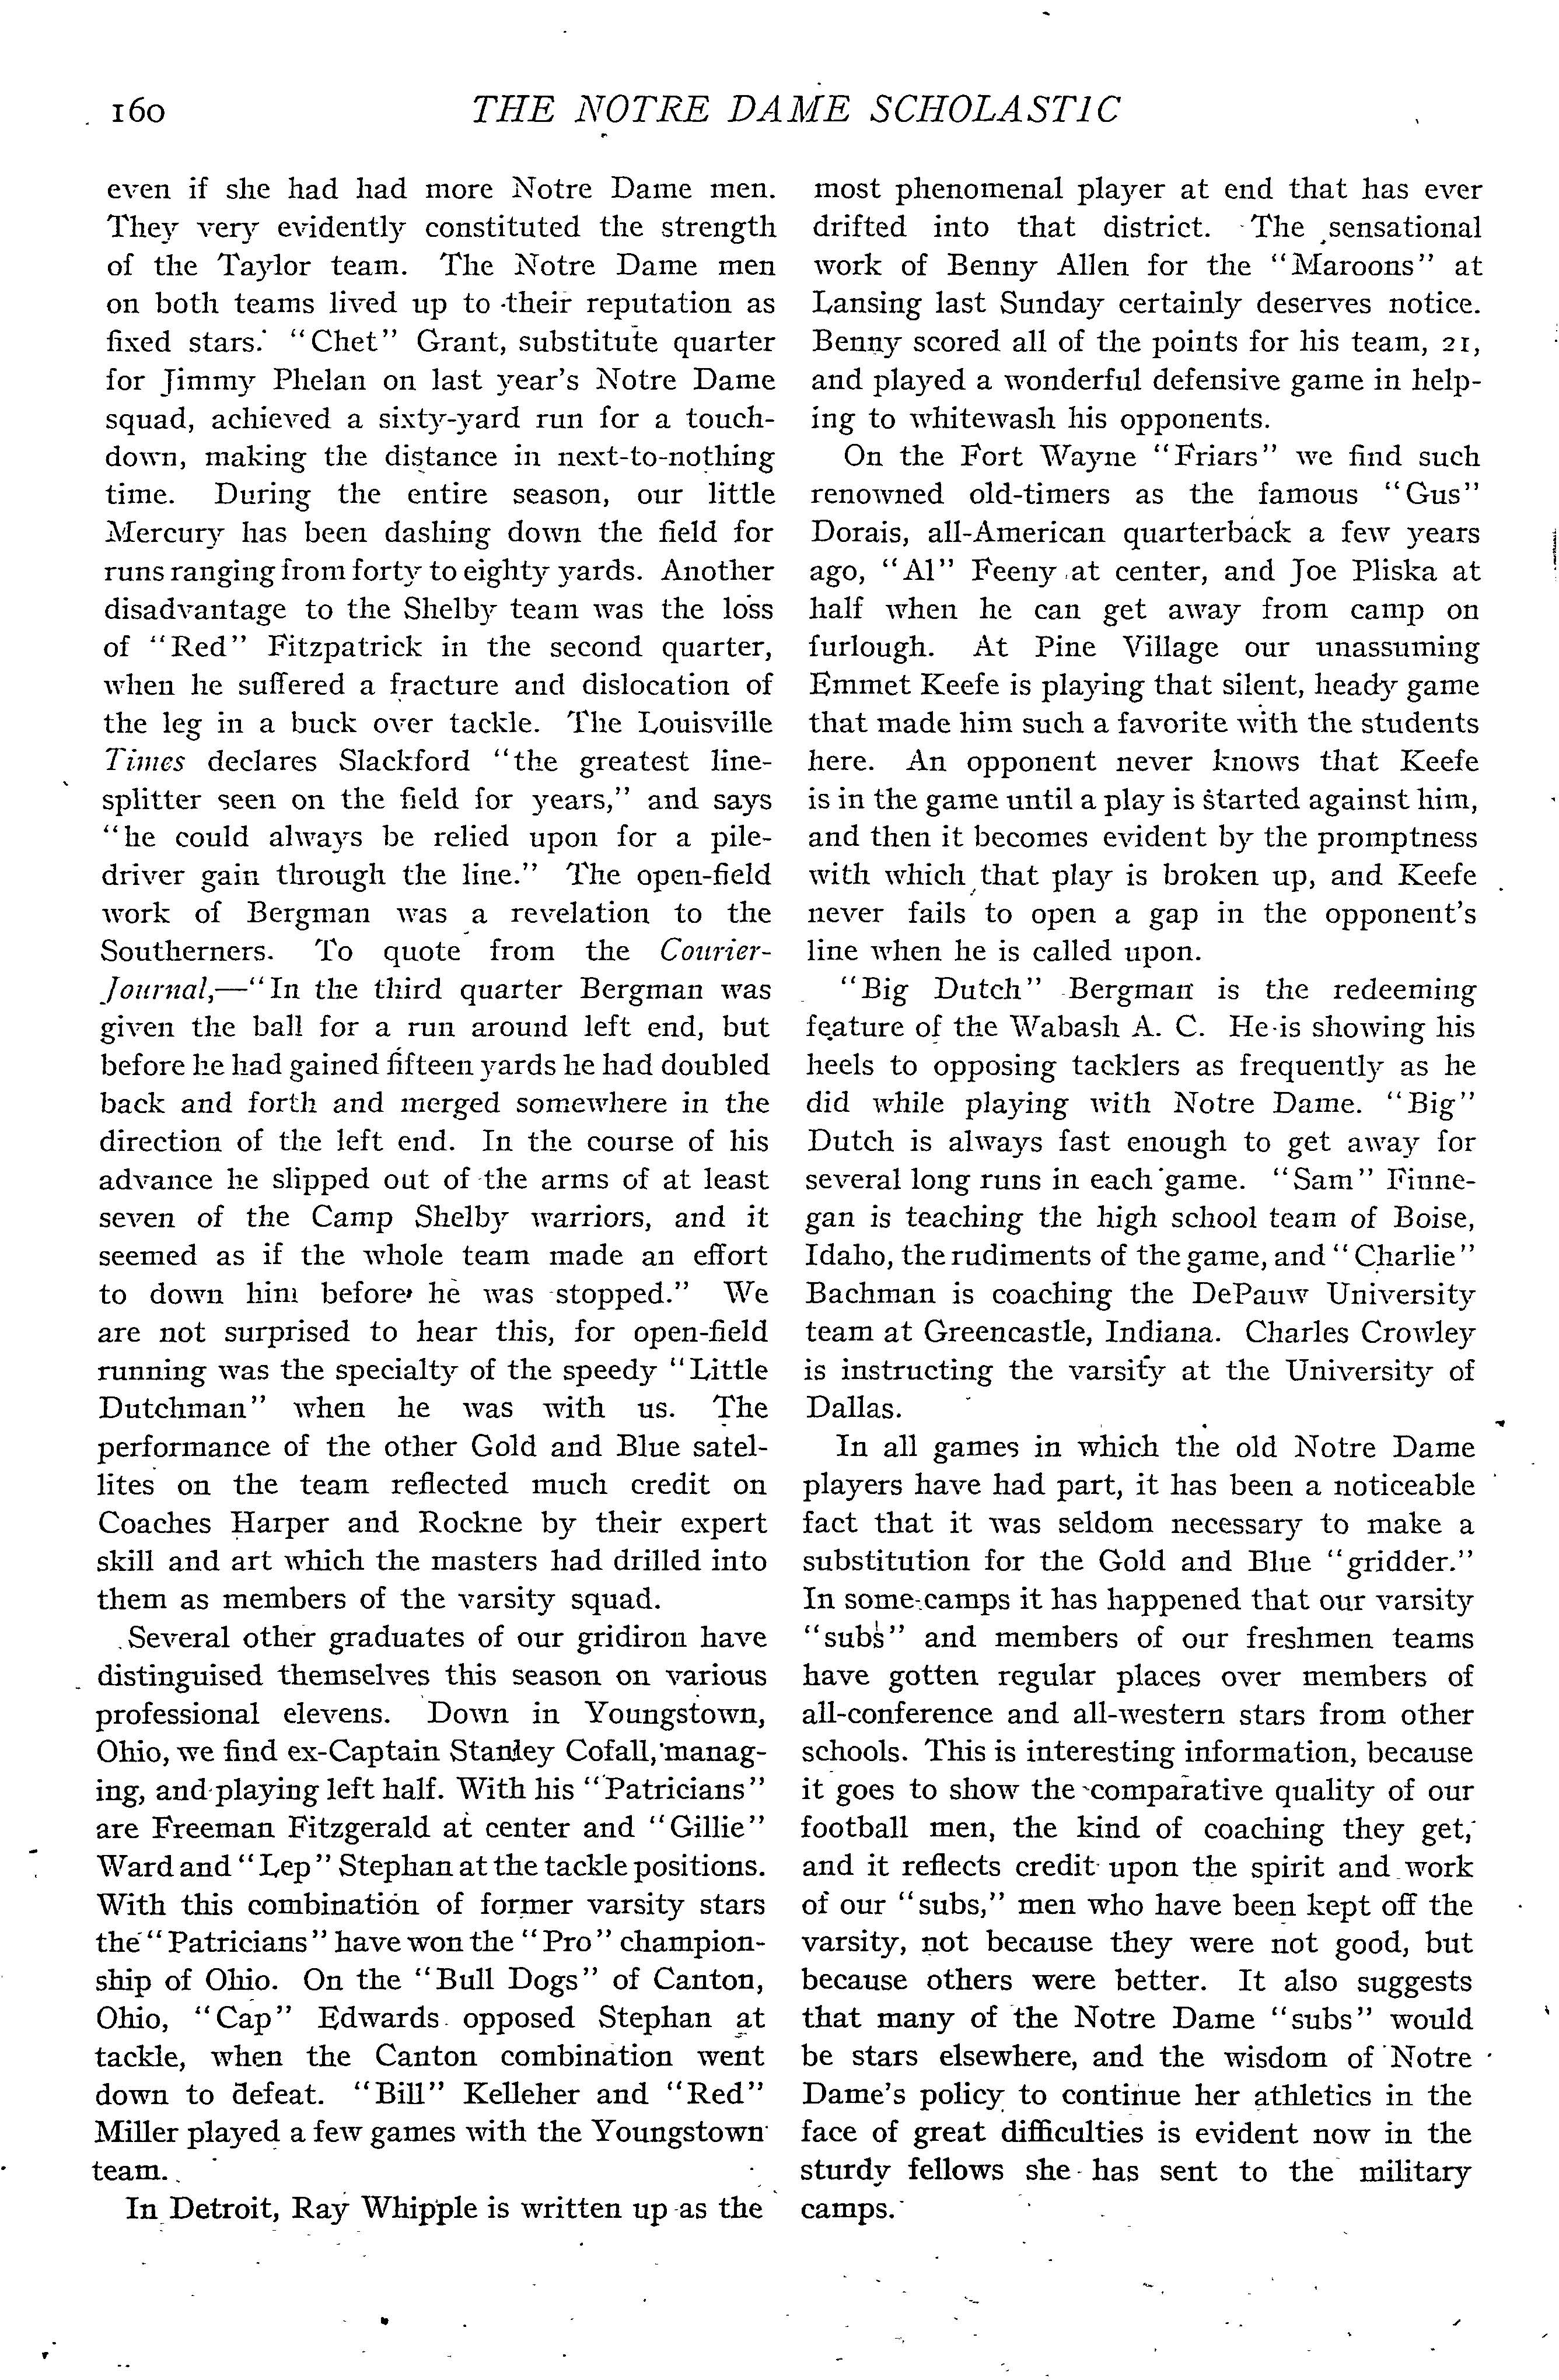 160
THE NOTRE DAME SCHOLASTIC
even if she had had more Notre Dame men.
They very evidently constituted the strength
of the Taylor team. The Notre Dame men
on both teams lived up to their reputation as
fixed stars. "Chet" Grant, substitute quarter
for Jimmy Phelan on last year's Notre Dame
squad, achieved a sixty-yard run for a touch-
down, making the distance in next-to-nothing
time. During the entire season, our little
Mercury has been dashing down the field for
runs ranging from forty to eighty yards. Another
disadvantage to the Shelby team was the loss
of "Red" Fitzpatrick in the second quarter,
when he suffered a fracture and dislocation of
the leg in a buck over tackle. The Louisville
Times declares Slackford "the greatest line-
splitter seen on the field for years," and says
"he could always be relied upon for a pile-
driver gain through the line." The open-field
work of Bergman was a revelation to the
Southerners. To quote from the Courier-
Journal,—"In the third quarter Bergman was
given the ball for a run around left end, but
before he had gained fifteen yards he had doubled
back and forth and merged somewhere in the
direction of the left end. In the course of his
advance he slipped out of the arms of at least
seven of the Camp Shelby warriors, and it
seemed as if the whole team made an effort
to down him before he was stopped." We
are not surprised to hear this, for open-field
running was the specialty of the speedy "Little
Dutchman" when he was with us. The
performance of the other Gold and Blue satel-
lites on the team reflected much credit on
Coaches Harper and Rockne by their expert
skill and art which the masters had drilled into
them as members of the varsity squad.
Several other graduates of our gridiron have
distinguised themselves this season on various
professional elevens. Down in Youngstown,
Ohio, we find ex-Captain Stanley Cofall, manag-
ing, and playing left half. With his "Patricians"
are Freeman Fitzgerald at center and "Gillie"
Ward and "Lep" Stephan at the tackle positions.
With this combination of former varsity stars
the "Patricians" have won the "Pro" champion-
ship of Ohio. On the "Bull Dogs" of Canton,
Ohio, "Cap" Edwards opposed Stephan at
tackle, when the Canton combination went
down to defeat. "Bill" Kelleher and "Red"
Miller played a few games with the Youngstown
team.
In Detroit, Ray Whipple is written up as the
most phenomenal player at end that has ever
drifted into that district. The sensational
work of Benny Allen for the "Maroons" at
Lansing last Sunday certainly deserves notice.
Benny scored all of the points for his team, 21,
and played a wonderful defensive game in help-
ing to whitewash his opponents.
On the Fort Wayne "Friars" we find such
renowned old-timers as the famous "Gus"
Dorais, all-American quarterback a few years
ago, "Al" Feeny at center, and Joe Pliska at
half when he can get away from camp on
furlough. At Pine Village our unassuming
Emmet Keefe is playing that silent, heady game
that made him such a favorite with the students
here. An opponent never knows that Keefe
is in the game until a play is started against him,
and then it becomes evident by the promptness
with which that play is broken up, and Keefe
never fails to open a gap in the opponent's
line when he is called upon.
"Big Dutch" Bergman is the redeeming
feature of the Wabash A. C. He is showing his
heels to opposing tacklers as frequently as he
did while playing with Notre Dame. "Big"
Dutch is always fast enough to get away for
several long runs in each game. "Sam" Finne-
gan is teaching the high school team of Boise,
Idaho, the rudiments of the game, and "Charlie"
Bachman is coaching the DePauw University
team at Greencastle, Indiana. Charles Crowley
is instructing the varsity at the University of
Dallas.
In all games in which the old Notre Dame
players have had part, it has been a noticeable
fact that it was seldom necessary to make a
substitution for the Gold and Blue "gridder."
In some camps it has happened that our varsity
"subs" and members of our freshmen teams
have gotten regular places over members of
all-conference and all-western stars from other
schools. This is interesting information, because
it goes to show the comparative quality of our
football men, the kind of coaching they get,
and it reflects credit upon the spirit and work
of our "subs," men who have been kept off the
varsity, not because they were not good, but
because others were better. It also suggests
that many of the Notre Dame "subs" would
be stars elsewhere, and the wisdom of Notre
Dame's policy to continue her athletics in the
face of great difficulties is evident now in the
sturdy fellows she has sent to the military
camps.